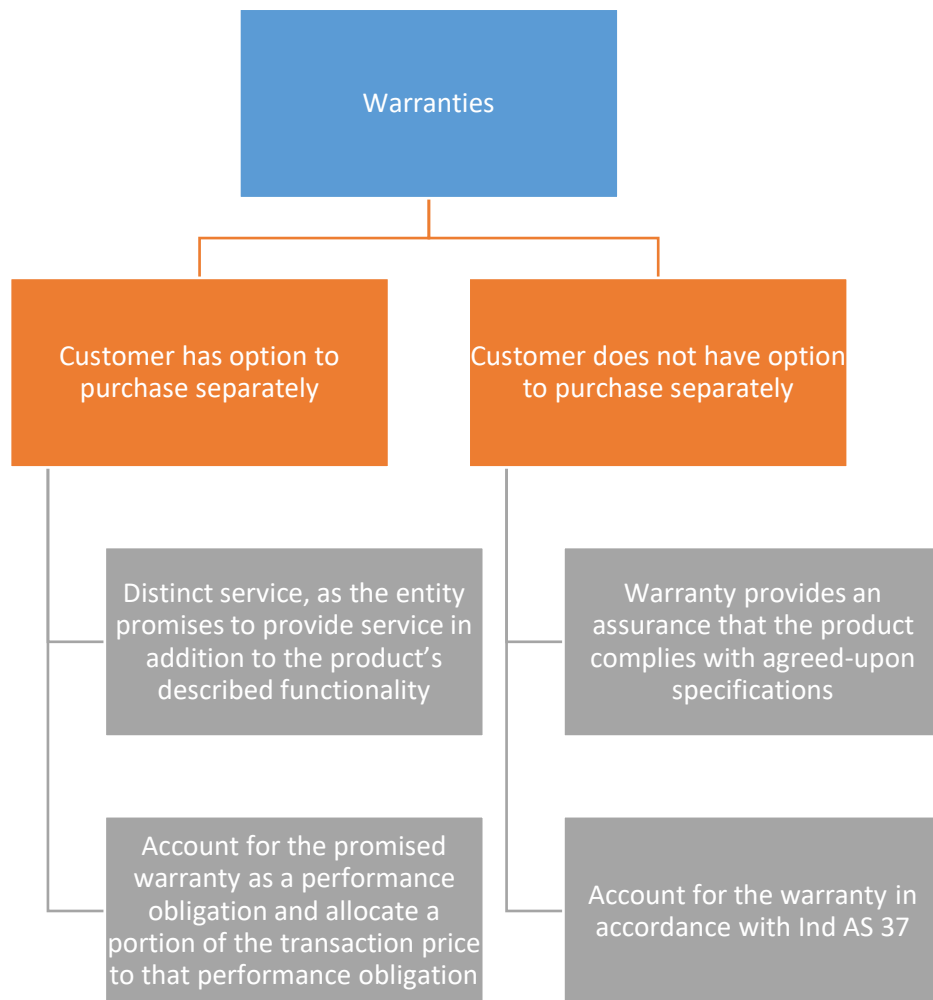 Warranties
Customer has option to
purchase separately
Customer does not have option
to purchase separately
Distinct service, as the entity
promises to provide service in
addition to the product’s
described functionality
Warranty provides an
assurance that the product
complies with agreed-upon
specifications
Account for the promised
warranty as a performance
obligation and allocate a
portion of the transaction price
to that performance obligation
Account for the warranty in
accordance with Ind AS 37